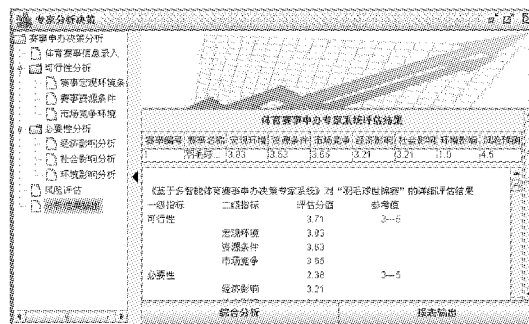 专家分析决策
赛事申办决策分析
体育赛事信息录入
可行性分析
赛事宏观环境条
赛事资源条件
市场竞争环境
必要性分析
经济影响分析
社会影响分析
环境影响分析
风险评估
体育赛事申办专家系统评估结果
赛事编号 赛事名称 宏观环境 资源条件 市场竞争 经济影响 社会影响 环境影响 风险预测
1 羽毛球... 3.83 3.63 3.66 3.21 3.21 1.0 4.5
《基于多智能体育赛事申办决策专家系统》对“羽毛球世锦赛”的详细评估结果
一级指标 二级指标 评估分值 参考值
可行性 3.71 3---5
宏观环境 3.83
资源条件 3.63
市场竞争 3.66
必要性 2.38 3---5
经济影响 3.21
综合分析 报表输出